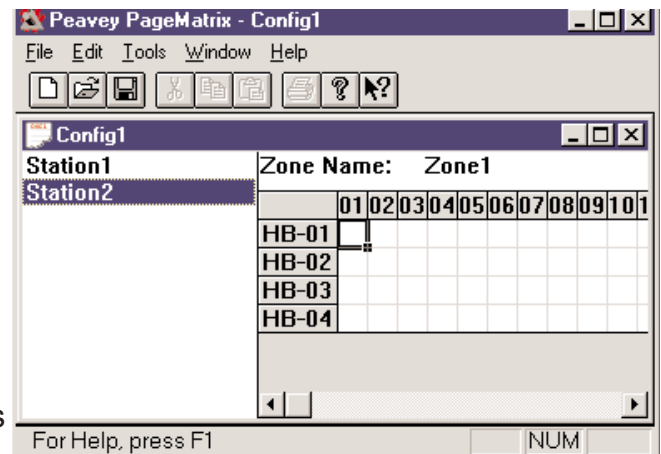 Peavey PageMatrix - Config1
File Edit Tools Window Help
Config1
Station1
Station2
Zone Name: Zone1
01 02 03 04 05 06 07 08 09 10 1
HB-01
HB-02
HB-03
HB-04
s
For Help, press F1 NUM